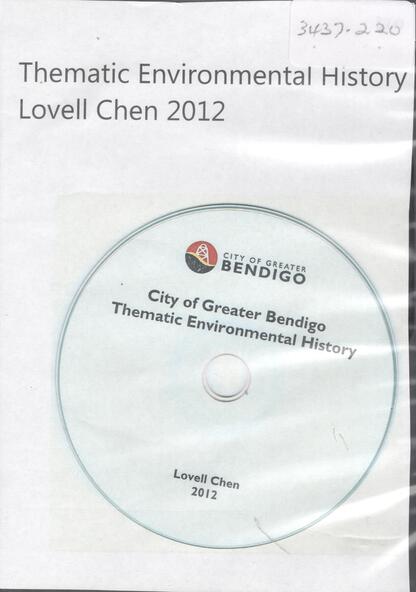 3437-220
Thematic Environmental History
Lovell Chen 2012
CITY OF GREATER
BENDIGO
City of Greater Bendigo
Thematic Environmental History
Lovell Chen
2012